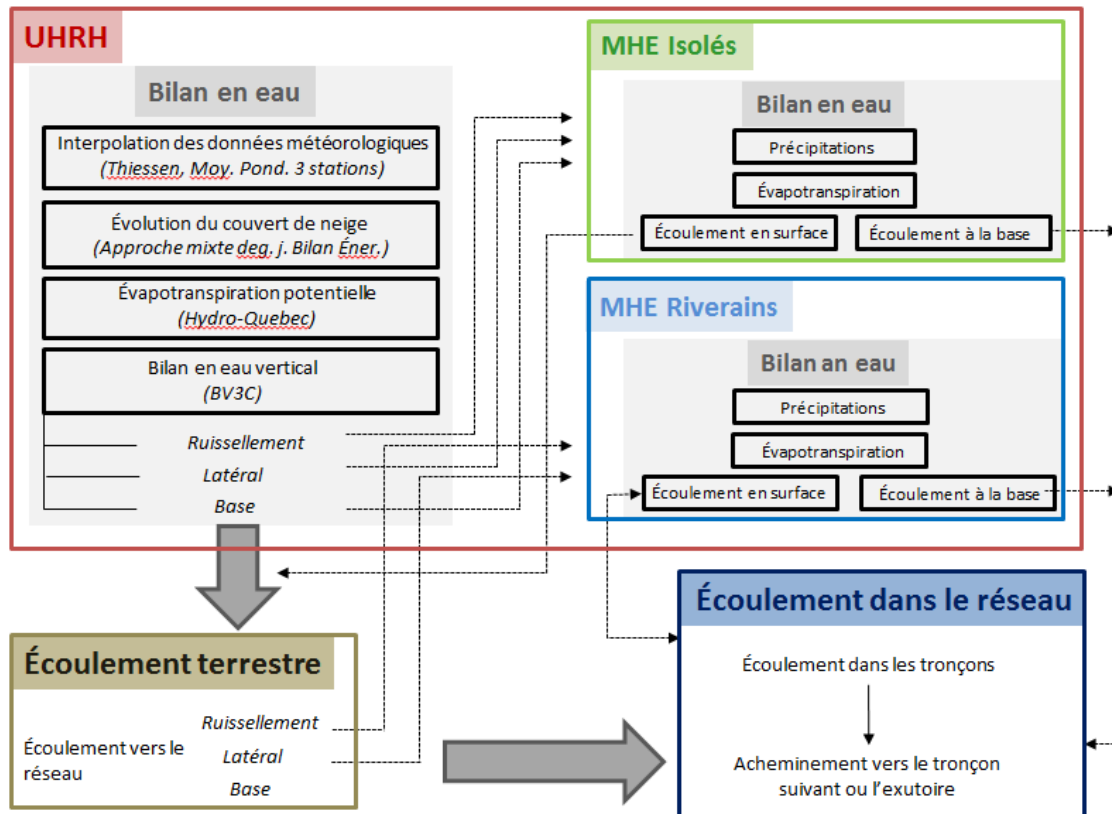 UHRH
Bilan en eau
Interpolation des données météorologiques
(Thiessen, Moy. Pond. 3 stations)
Évolution du couvert de neige
(Approche mixte deg. j. Bilan Éner.)
Évapotranspiration potentielle
(Hydro-Quebec)
Bilan en eau vertical
(BV3C)
Ruissellement
Latéral
Base
MHE Isolés
Bilan en eau
Précipitations
Évapotranspiration
Écoulement en surface
Écoulement à la base
MHE Riverains
Bilan an eau
Précipitations
Évapotranspiration
Écoulement en surface
Écoulement à la base
Écoulement terrestre
Écoulement vers le
réseau
Ruissellement
Latéral
Base
Écoulement dans le réseau
Écoulement dans les tronçons
Acheminement vers le tronçon
suivant ou l'exutoire